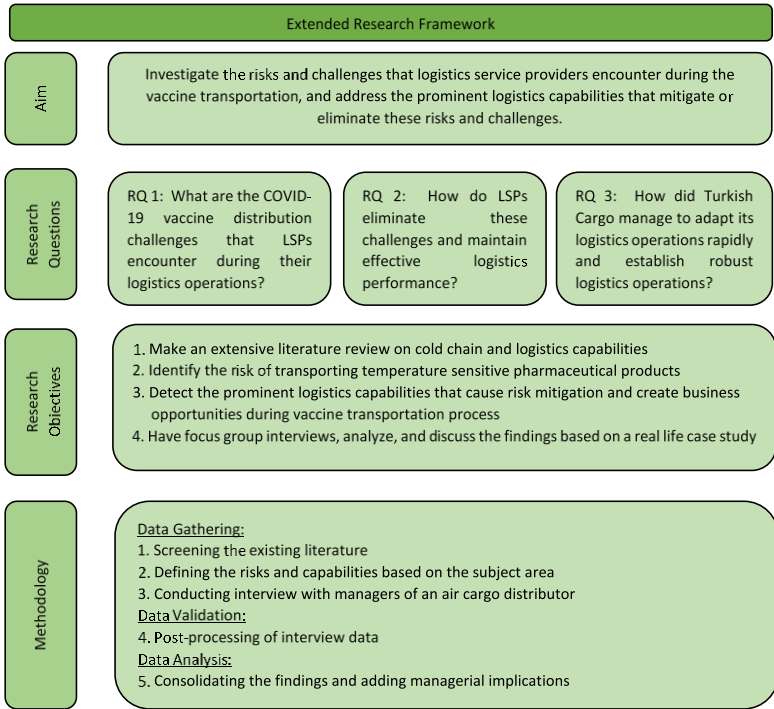 Extended Research Framework
Aim
Investigate the risks and challenges that logistics service providers encounter during the
vaccine transportation, and address the prominent logistics capabilities that mitigate or
eliminate these risks and challenges.
Research
Questions
RQ 1: What are the COVID-
19 vaccine distribution
challenges that LSPs
encounter during their
logistics operations?
RQ 2: How do LSPs
eliminate these
challenges and maintain
effective logistics
performance?
RQ 3: How did Turkish
Cargo manage to adapt its
logistics operations rapidly
and establish robust
logistics operations?
Research
Objectives
1. Make an extensive literature review on cold chain and logistics capabilities
2. Identify the risk of transporting temperature sensitive pharmaceutical products
3. Detect the prominent logistics capabilities that cause risk mitigation and create business
opportunities during vaccine transportation process
4. Have focus group interviews, analyze, and discuss the findings based on a real life case study
Methodology
Data Gathering:
1. Screening the existing literature
2. Defining the risks and capabilities based on the subject area
3. Conducting interview with managers of an air cargo distributor
Data Validation:
4. Post-processing of interview data
Data Analysis:
5. Consolidating the findings and adding managerial implications